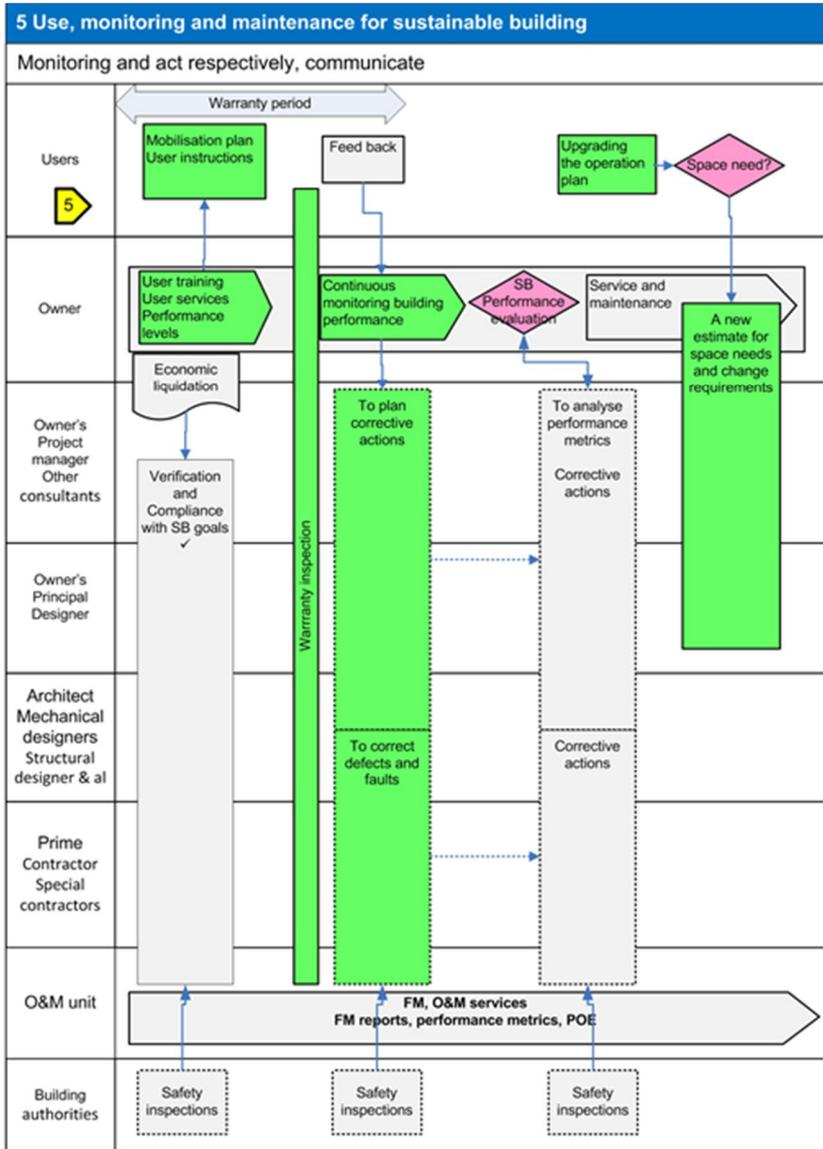 5 Use, monitoring and maintenance for sustainable building
Monitoring and act respectively, communicate
Warranty period
Users
5
Mobilisation plan
User instructions
Feed back
Upgrading
the operation
plan
Space need?
Owner
User training
User services
Performance
levels
Continuous
monitoring building
performance
SB
Performance
evaluation
Service and
maintenance
A new
estimate for
space needs
and change
requirements
Economic
liquidation
Owner's
Project
manager
Other
consultants
Verification
and
Compliance
with SB goals
✓
Warrranty inspection
To plan
corrective
actions
To analyse
performance
metrics
Corrective
actions
Owner's
Principal
Designer
Architect
Mechanical
designers
Structural
designer & al
To correct
defects and
faults
Corrective
actions
Prime
Contractor
Special
contractors
O&M unit
FM, O&M services
FM reports, performance metrics, POE
Building
authorities
Safety
inspections
Safety
inspections
Safety
inspections